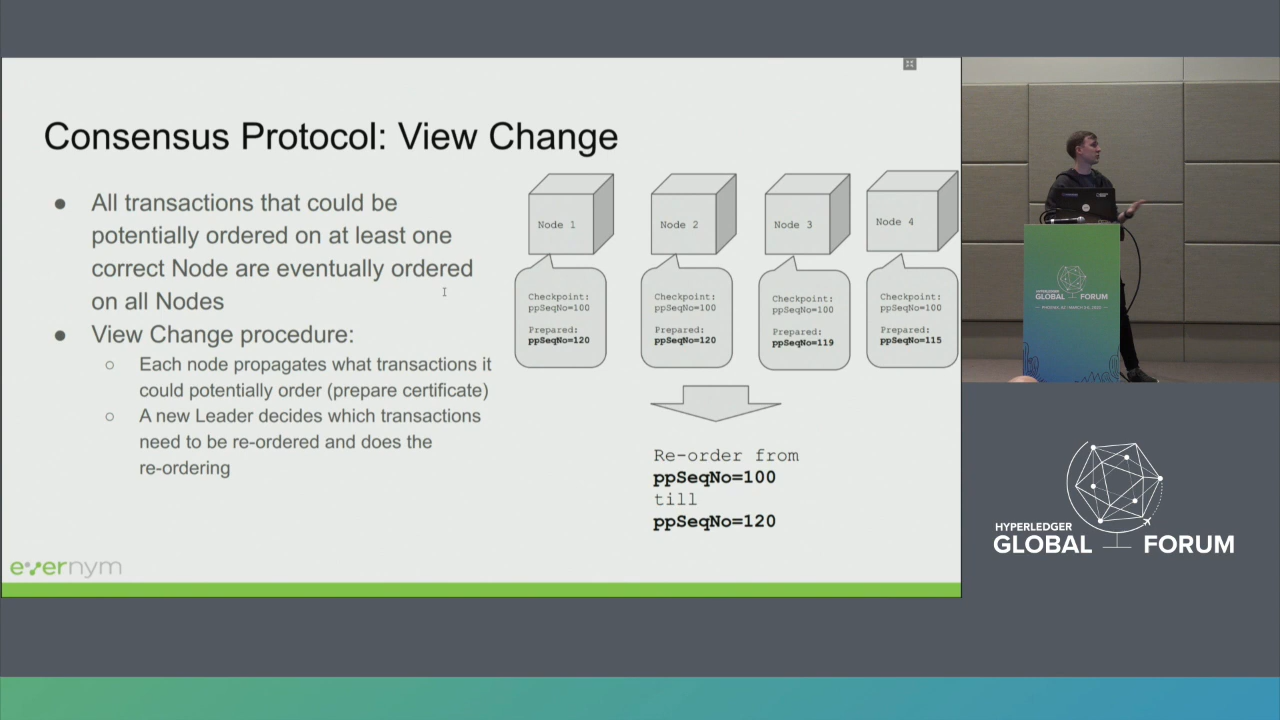 Consensus Protocol: View Change
● All transactions that could be
potentially ordered on at least one
correct Node are eventually ordered
on all Nodes
● View Change procedure:
○ Each node propagates what transactions it
could potentially order (prepare certificate)
○ A new Leader decides which transactions
need to be re-ordered and does the
re-ordering
Node 1
Checkpoint:
ppSeqNo=100
Prepared:
ppSeqNo=120
Node 2
Checkpoint:
ppSeqNo=100
Prepared:
ppSeqNo=120
Node 3
Checkpoint:
ppSeqNo=100
Prepared:
ppSeqNo=119
Node 4
Checkpoint:
ppSeqNo=100
Prepared:
ppSeqNo=115
Re-order from
ppSeqNo=100
till
ppSeqNo=120
evernym
HYPERLEDGER
GLOBAL FORUM
HYPERLEDGER
GLOBAL FORUM